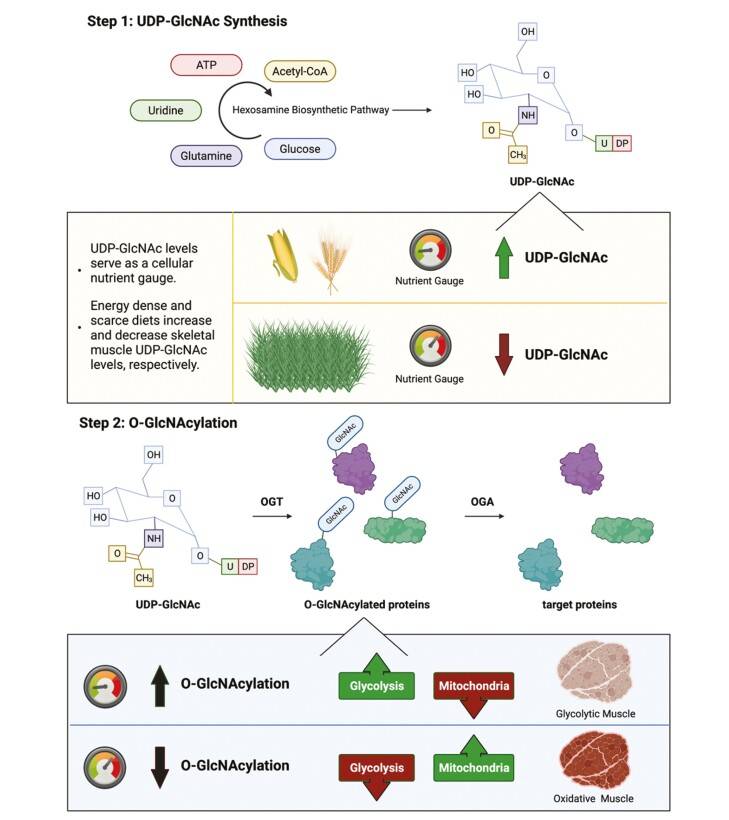 Step 1: UDP-GlcNAc Synthesis
ATP
Acetyl-CoA
Uridine
Hexosamine Biosynthetic Pathway
Glutamine
Glucose
OH
HO
O
HO
NH
O
O
CH₃
U DP
UDP-GlcNAc
• UDP-GlcNAc levels
serve as a cellular
nutrient gauge.
• Energy dense and
scarce diets increase
and decrease skeletal
muscle UDP-GlcNAc
levels, respectively.
Nutrient Gauge
UDP-GlcNAc
Nutrient Gauge
UDP-GlcNAc
Step 2: O-GlcNAcylation
OH
HO
O
HO
NH
O
O
CH₃
U DP
UDP-GlcNAc
OGT
GlcNAc
GlcNAc
GlcNAc
O-GlcNAcylated proteins
OGA
target proteins
O-GlcNAcylation
Glycolysis
Mitochondria
Glycolytic Muscle
O-GlcNAcylation
Glycolysis
Mitochondria
Oxidative Muscle